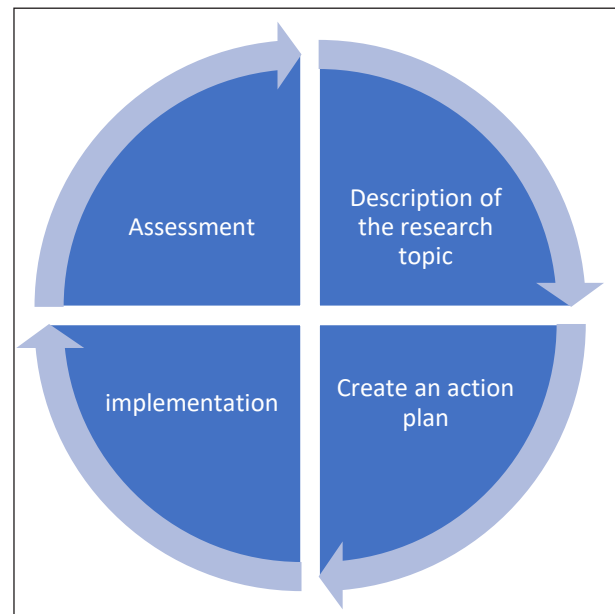 Assessment
Description of
the research
topic
implementation
Create an action
plan